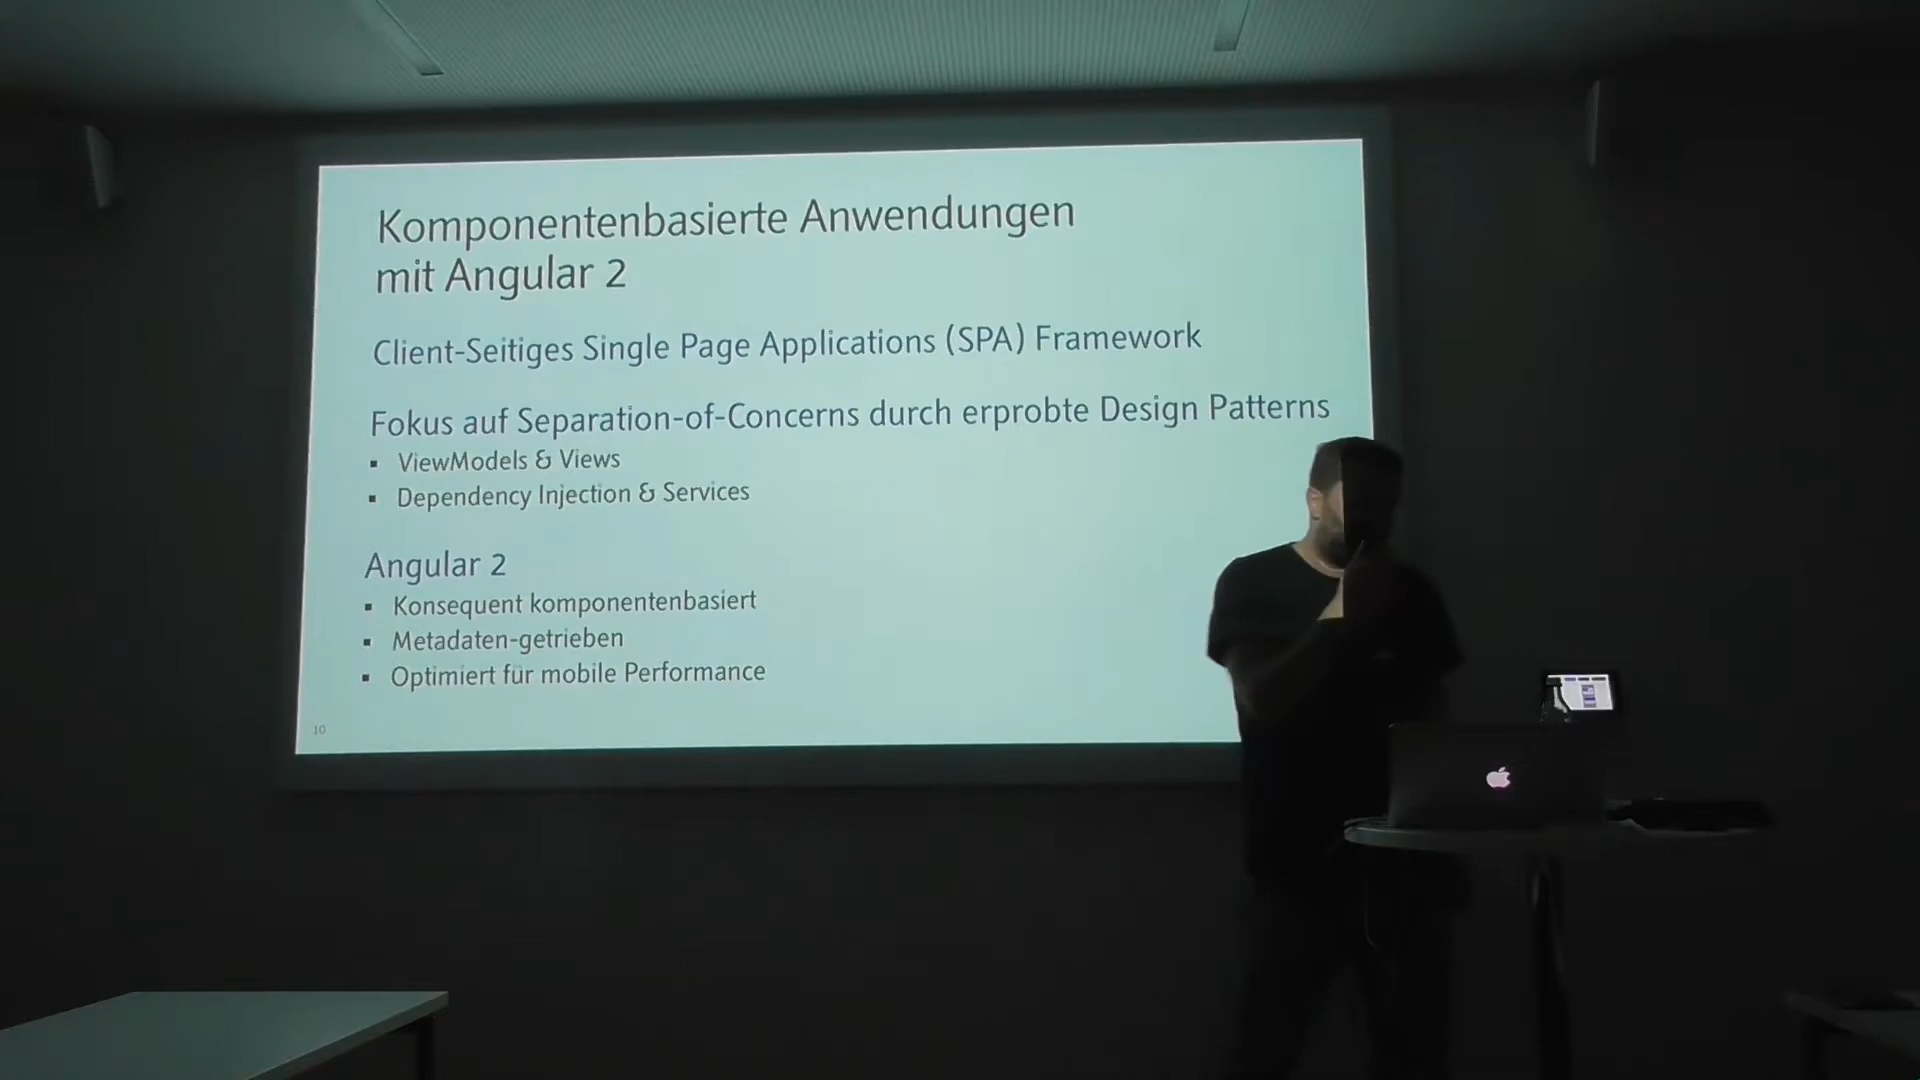 Komponentenbasierte Anwendungen
mit Angular 2
Client-Seitiges Single Page Applications (SPA) Framework
Fokus auf Separation-of-Concerns durch erprobte Design Patterns
▪ ViewModels & Views
▪ Dependency Injection & Services
Angular 2
▪ Konsequent komponentenbasiert
▪ Metadaten-getrieben
▪ Optimiert für mobile Performance
10